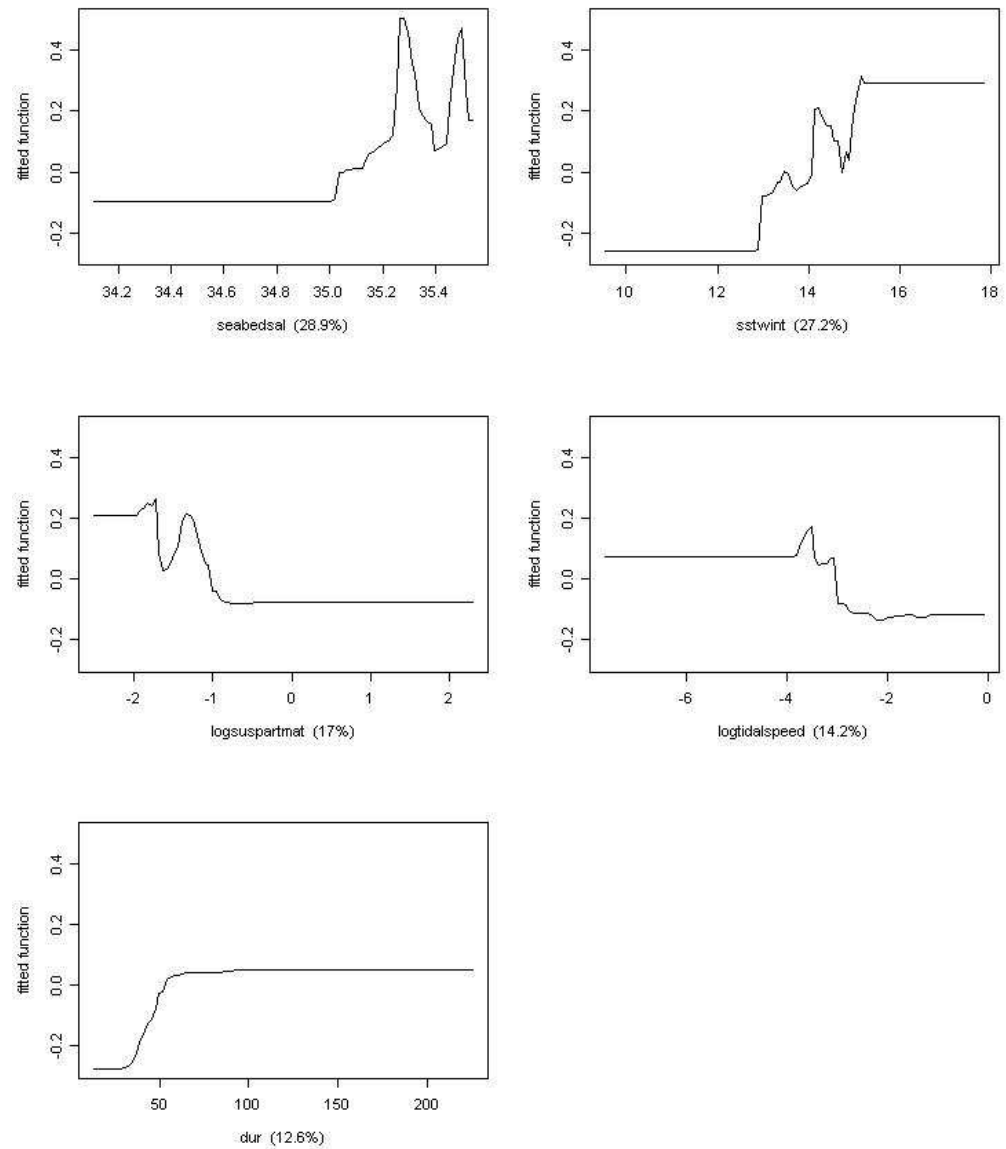 fitted function
-0.2 0.0 0.2 0.4
34.2 34.4 34.6 34.8 35.0 35.2 35.4
seabedsal (28.9%)
fitted function
-0.2 0.0 0.2 0.4
10 12 14 16 18
sstwint (27.2%)
fitted function
-0.2 0.0 0.2 0.4
-2 -1 0 1 2
logsuspartmat (17%)
fitted function
-0.2 0.0 0.2 0.4
-6 -4 -2 0
logtidalspeed (14.2%)
fitted function
-0.2 0.0 0.2 0.4
50 100 150 200
dur (12.6%)